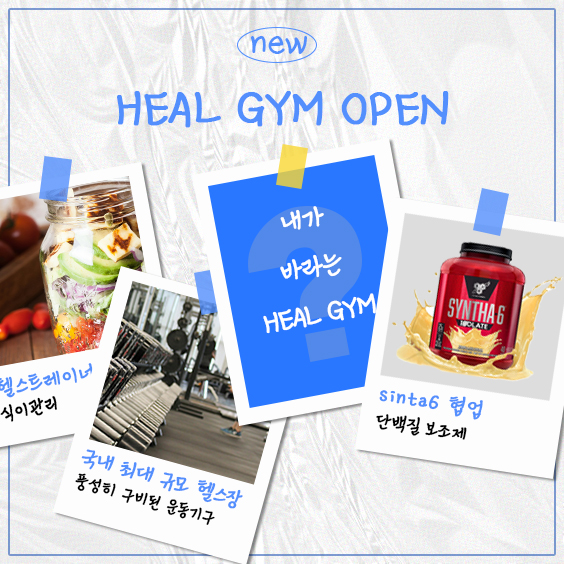 new
HEAL GYM OPEN
내가
바라는
HEAL GYM
?
헬스트레이너
식이관리
국내 최대 규모 헬스장
풍성히 구비된 운동기구
BSN
SYNTHA 6
ISOLATE
sinta6 협업
단백질 보조제